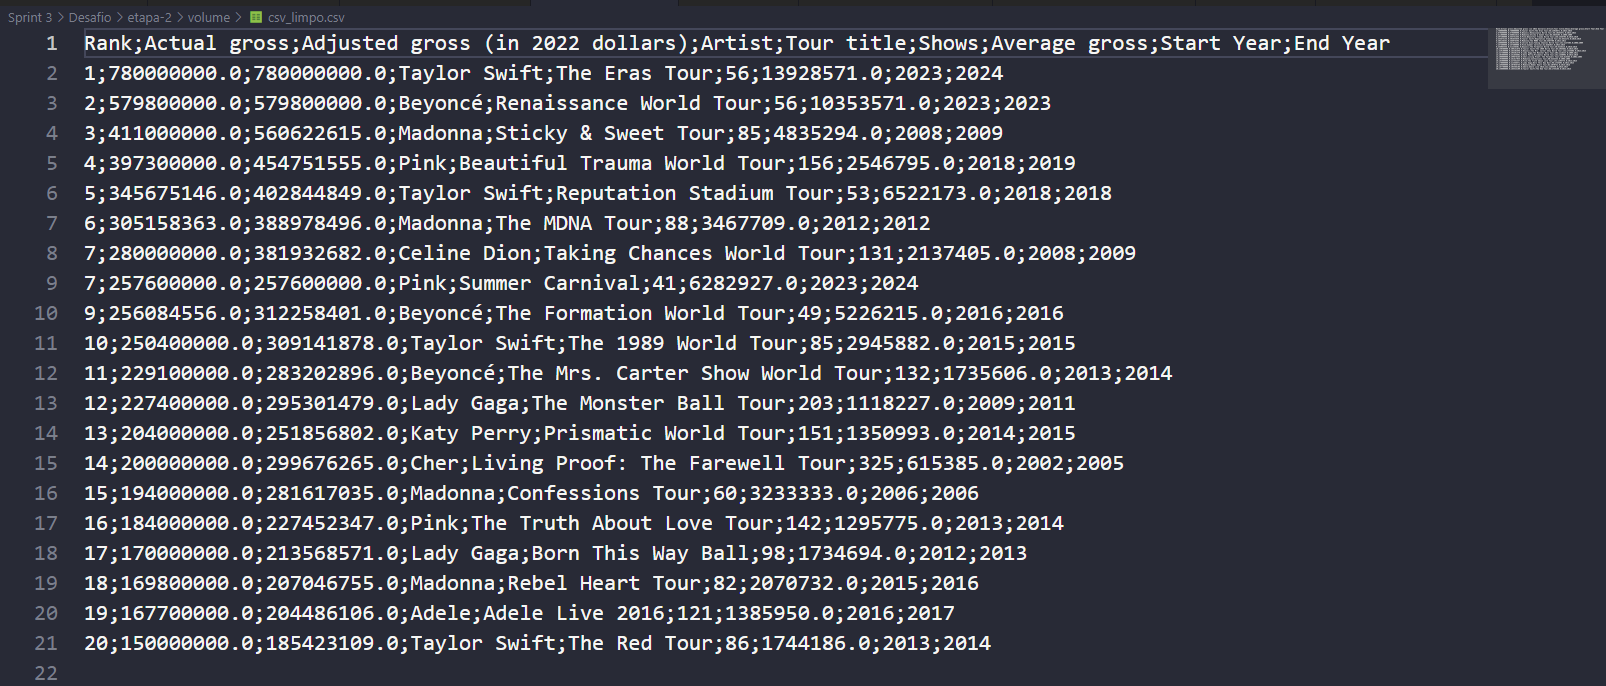 Sprint 3 > Desafio > etapa-2 > volume > csv_limpo.csv
1 Rank;Actual gross;Adjusted gross (in 2022 dollars);Artist;Tour title;Shows;Average gross;Start Year;End Year
2 1;780000000.0;780000000.0;Taylor Swift;The Eras Tour;56;13928571.0;2023;2024
3 2;579800000.0;579800000.0;Beyoncé;Renaissance World Tour;56;10353571.0;2023;2023
4 3;411000000.0;560622615.0;Madonna;Sticky & Sweet Tour;85;4835294.0;2008;2009
5 4;397300000.0;454751555.0;Pink;Beautiful Trauma World Tour;156;2546795.0;2018;2019
6 5;345675146.0;402844849.0;Taylor Swift;Reputation Stadium Tour;53;6522173.0;2018;2018
7 6;305158363.0;388978496.0;Madonna;The MDNA Tour;88;3467709.0;2012;2012
8 7;280000000.0;381932682.0;Celine Dion;Taking Chances World Tour;131;2137405.0;2008;2009
9 7;257600000.0;257600000.0;Pink;Summer Carnival;41;6282927.0;2023;2024
10 9;256084556.0;312258401.0;Beyoncé;The Formation World Tour;49;5226215.0;2016;2016
11 10;250400000.0;309141878.0;Taylor Swift;The 1989 World Tour;85;2945882.0;2015;2015
12 11;229100000.0;283202896.0;Beyoncé;The Mrs. Carter Show World Tour;132;1735606.0;2013;2014
13 12;227400000.0;295301479.0;Lady Gaga;The Monster Ball Tour;203;1118227.0;2009;2011
14 13;204000000.0;251856802.0;Katy Perry;Prismatic World Tour;151;1350993.0;2014;2015
15 14;200000000.0;299676265.0;Cher;Living Proof: The Farewell Tour;325;615385.0;2002;2005
16 15;194000000.0;281617035.0;Madonna;Confessions Tour;60;3233333.0;2006;2006
17 16;184000000.0;227452347.0;Pink;The Truth About Love Tour;142;1295775.0;2013;2014
18 17;170000000.0;213568571.0;Lady Gaga;Born This Way Ball;98;1734694.0;2012;2013
19 18;169800000.0;207046755.0;Madonna;Rebel Heart Tour;82;2070732.0;2015;2016
20 19;167700000.0;204486106.0;Adele;Adele Live 2016;121;1385950.0;2016;2017
21 20;150000000.0;185423109.0;Taylor Swift;The Red Tour;86;1744186.0;2013;2014
22